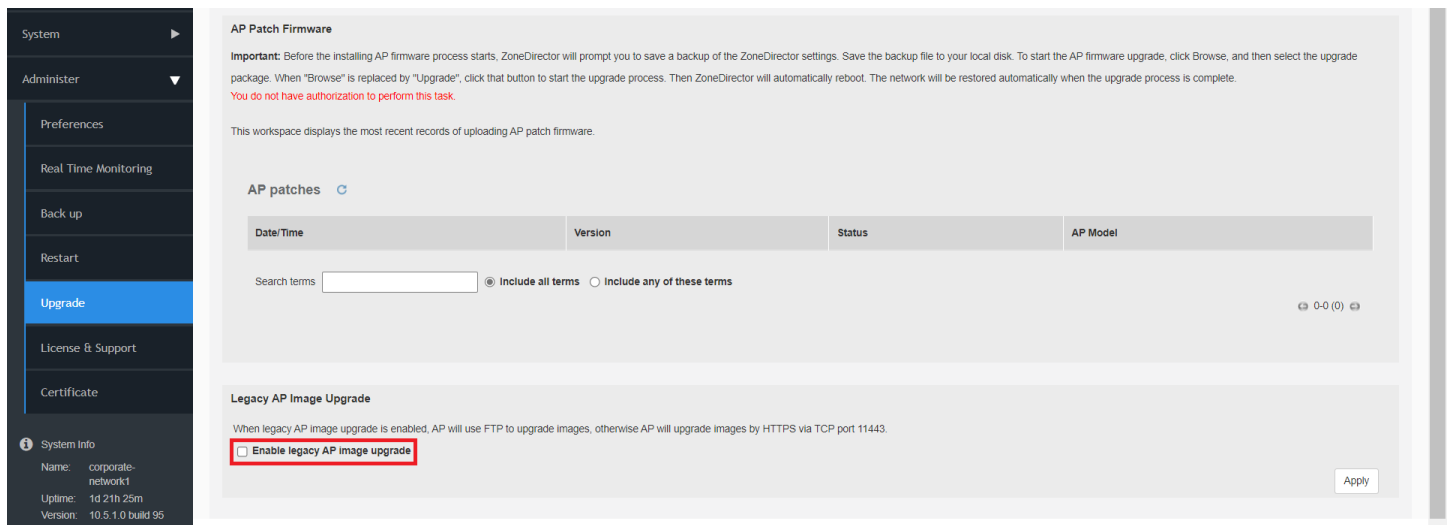 System
Administer
Preferences
Real Time Monitoring
Back up
Restart
Upgrade
License & Support
Certificate
System Info
Name: corporate-
network1
Uptime: 1d 21h 25m
Version: 10.5.1.0 build 95
AP Patch Firmware
Important: Before the installing AP firmware process starts, ZoneDirector will prompt you to save a backup of the ZoneDirector settings. Save the backup file to your local disk. To start the AP firmware upgrade, click Browse, and then select the upgrade
package. When "Browse" is replaced by "Upgrade", click that button to start the upgrade process. Then ZoneDirector will automatically reboot. The network will be restored automatically when the upgrade process is complete.
You do not have authorization to perform this task.
This workspace displays the most recent records of uploading AP patch firmware.
AP patches
Date/Time Version Status AP Model
Search terms Include all terms Include any of these terms
0-0 (0)
Legacy AP Image Upgrade
When legacy AP image upgrade is enabled, AP will use FTP to upgrade images, otherwise AP will upgrade images by HTTPS via TCP port 11443.
Enable legacy AP image upgrade
Apply